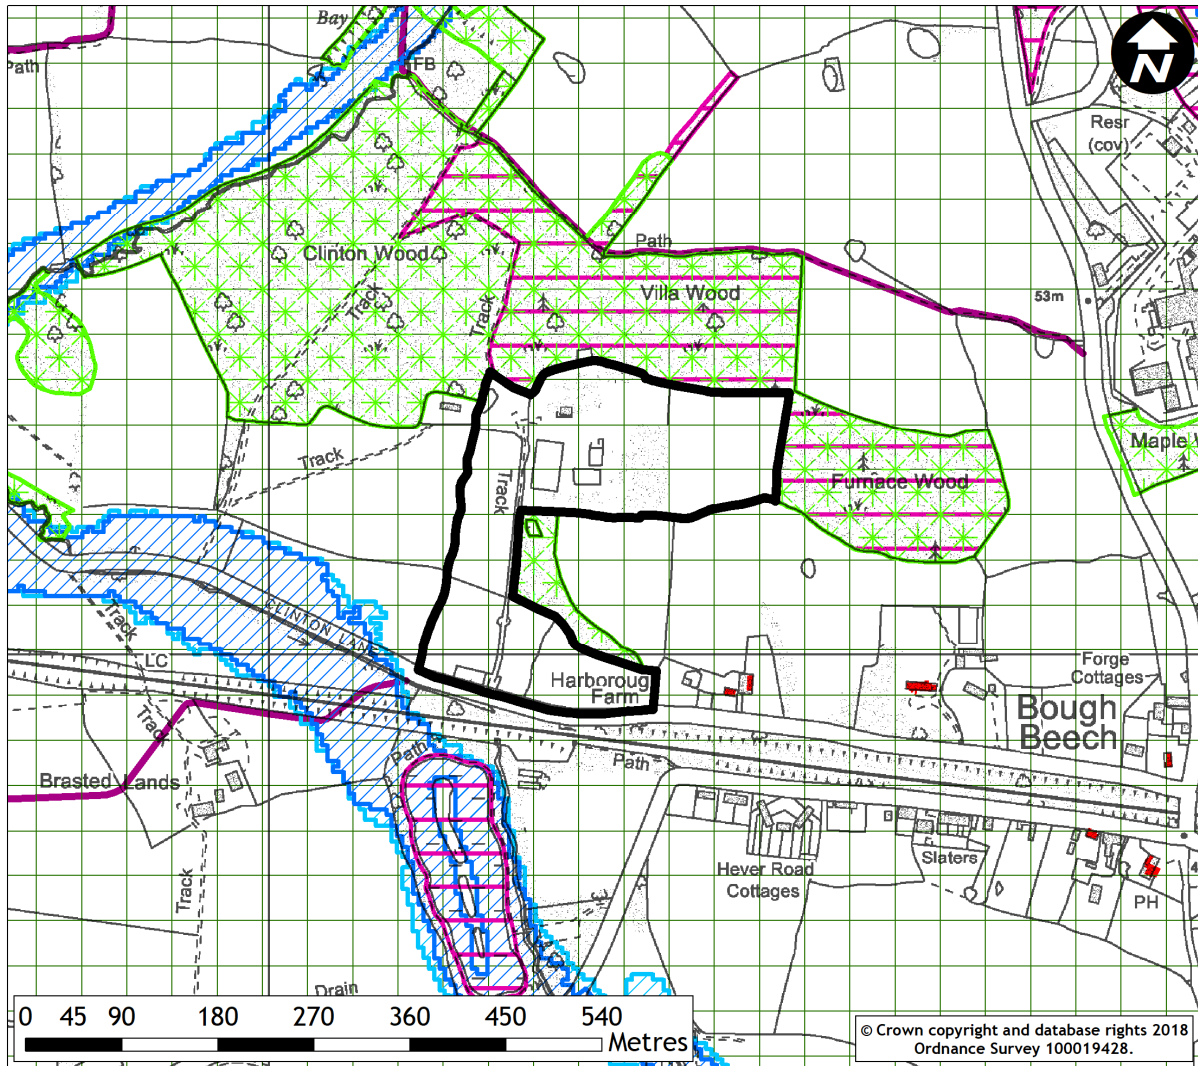 Bay
Path
FB
N
Resr
(cov)
Clinton Wood
Path
Villa Wood
Track
Track
53m
Maple W
Track
Track
Furnace Wood
CLINTON LANE
Track
LC
Harboroug
Farm
Forge
Cottages
Bough
Beech
Track
Path
Path
Brasted Lands
Hever Road
Cottages
Slaters
Track
PH
4
Drain
0 45 90 180 270 360 450 540
Metres
© Crown copyright and database rights 2018
Ordnance Survey 100019428.